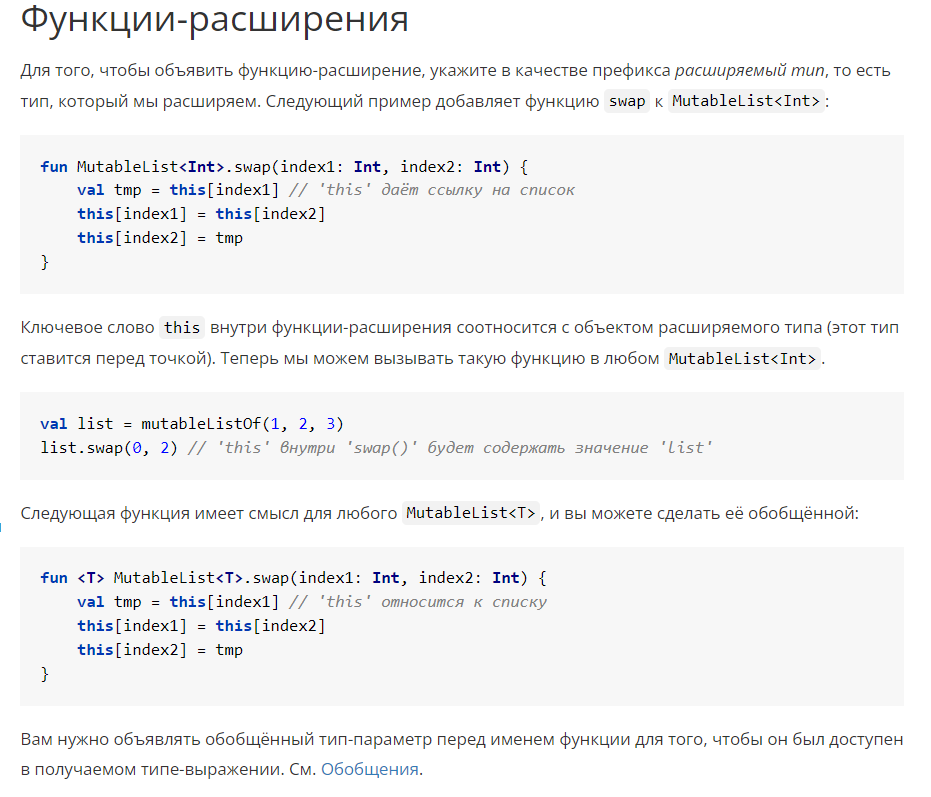 Функции-расширения
Для того, чтобы объявить функцию-расширение, укажите в качестве префикса расширяемый тип, то есть
тип, который мы расширяем. Следующий пример добавляет функцию swap к MutableList<Int>:
fun MutableList<Int>.swap(index1: Int, index2: Int) {
    val tmp = this[index1] // 'this' даёт ссылку на список
    this[index1] = this[index2]
    this[index2] = tmp
}
Ключевое слово this внутри функции-расширения соотносится с объектом расширяемого типа (этот тип
ставится перед точкой). Теперь мы можем вызывать такую функцию в любом MutableList<Int>.
val list = mutableListOf(1, 2, 3)
list.swap(0, 2) // 'this' внутри 'swap()' будет содержать значение 'list'
Следующая функция имеет смысл для любого MutableList<T>, и вы можете сделать её обобщённой:
fun <T> MutableList<T>.swap(index1: Int, index2: Int) {
    val tmp = this[index1] // 'this' относится к списку
    this[index1] = this[index2]
    this[index2] = tmp
}
Вам нужно объявлять обобщённый тип-параметр перед именем функции для того, чтобы он был доступен
в получаемом типе-выражении. См. Обобщения.